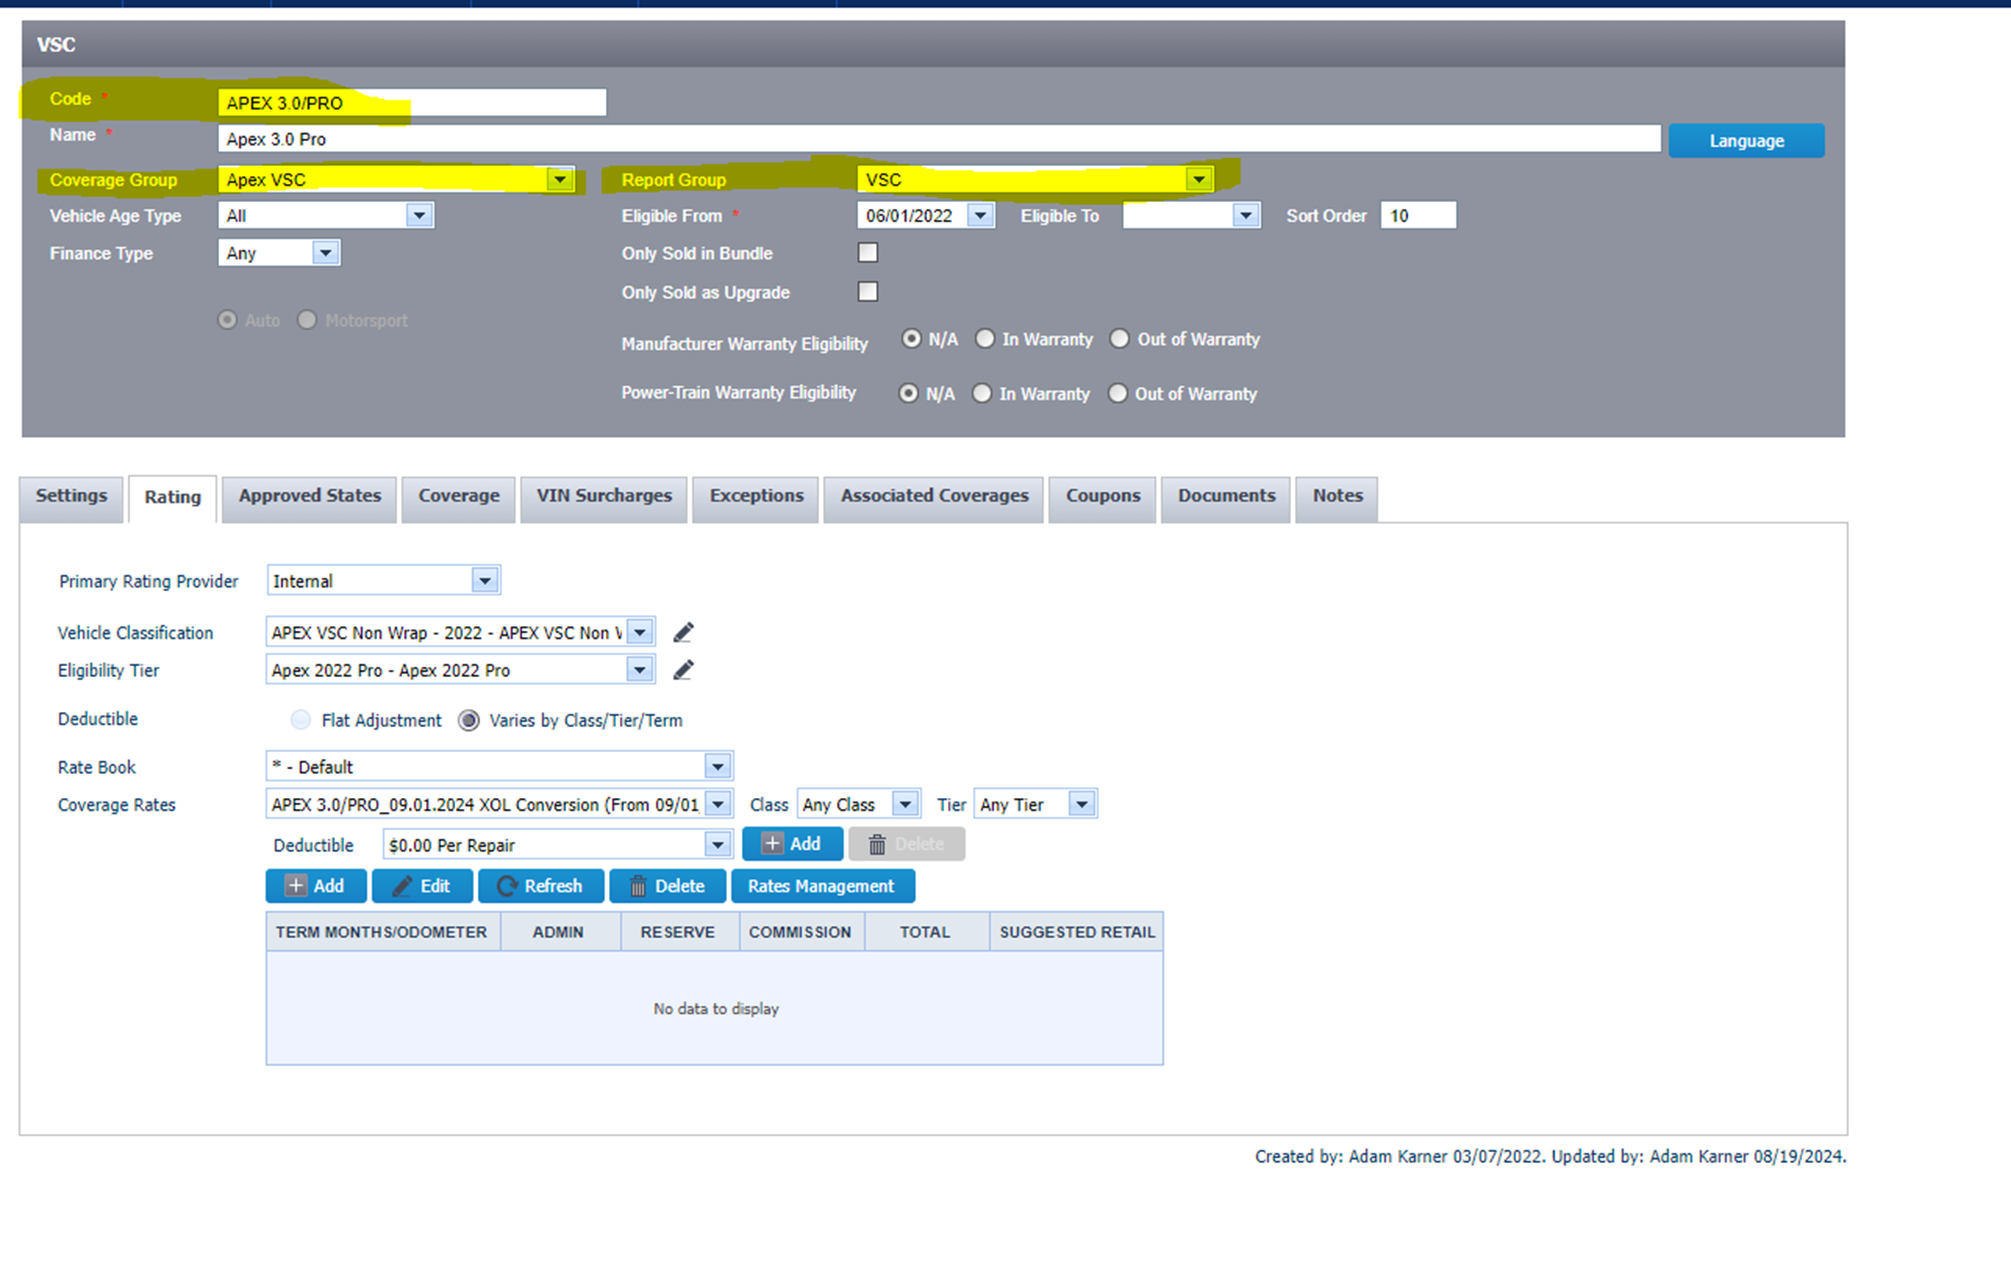 VSC
Code * APEX 3.0/PRO
Name * Apex 3.0 Pro Language
Coverage Group Apex VSC Report Group VSC
Vehicle Age Type All Eligible From * 06/01/2022 Eligible To Sort Order 10
Finance Type Any Only Sold in Bundle
Only Sold as Upgrade
Auto Motorsport
Manufacturer Warranty Eligibility N/A In Warranty Out of Warranty
Power-Train Warranty Eligibility N/A In Warranty Out of Warranty
Settings Rating Approved States Coverage VIN Surcharges Exceptions Associated Coverages Coupons Documents Notes
Primary Rating Provider Internal
Vehicle Classification APEX VSC Non Wrap - 2022 - APEX VSC Non
Eligibility Tier Apex 2022 Pro - Apex 2022 Pro
Deductible Flat Adjustment Varies by Class/Tier/Term
Rate Book * - Default
Coverage Rates APEX 3.0/PRO_09.01.2024 XOL Conversion (From 09/01 Class Any Class Tier Any Tier
Deductible $0.00 Per Repair Add Delete
Add Edit Refresh Delete Rates Management
TERM MONTHS/ODOMETER ADMIN RESERVE COMMISSION TOTAL SUGGESTED RETAIL
No data to display
Created by: Adam Karner 03/07/2022. Updated by: Adam Karner 08/19/2024.